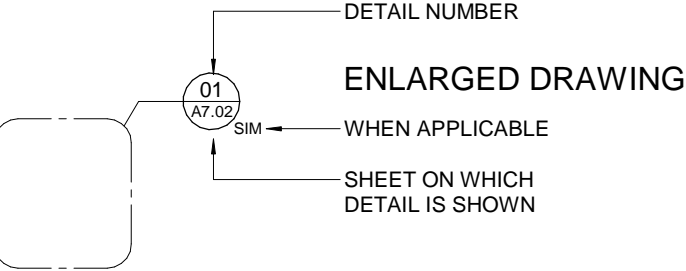 DETAIL NUMBER
ENLARGED DRAWING
01
A7.02
SIM
WHEN APPLICABLE
SHEET ON WHICH
DETAIL IS SHOWN